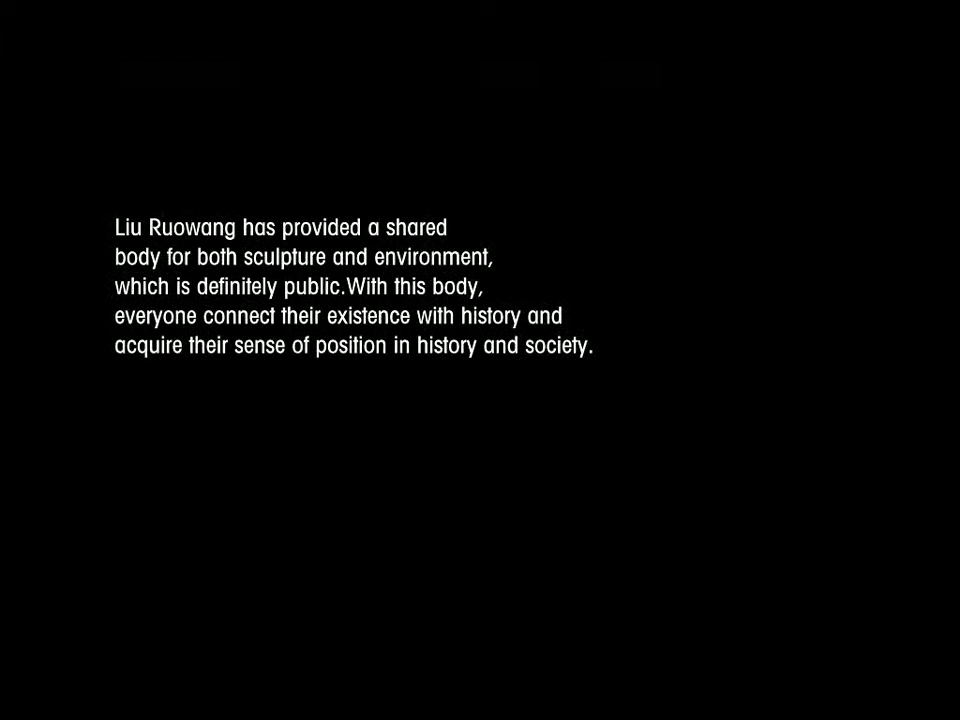 Liu Ruowang has provided a shared
body for both sculpture and environment,
which is definitely public.With this body,
everyone connect their existence with history and
acquire their sense of position in history and society.